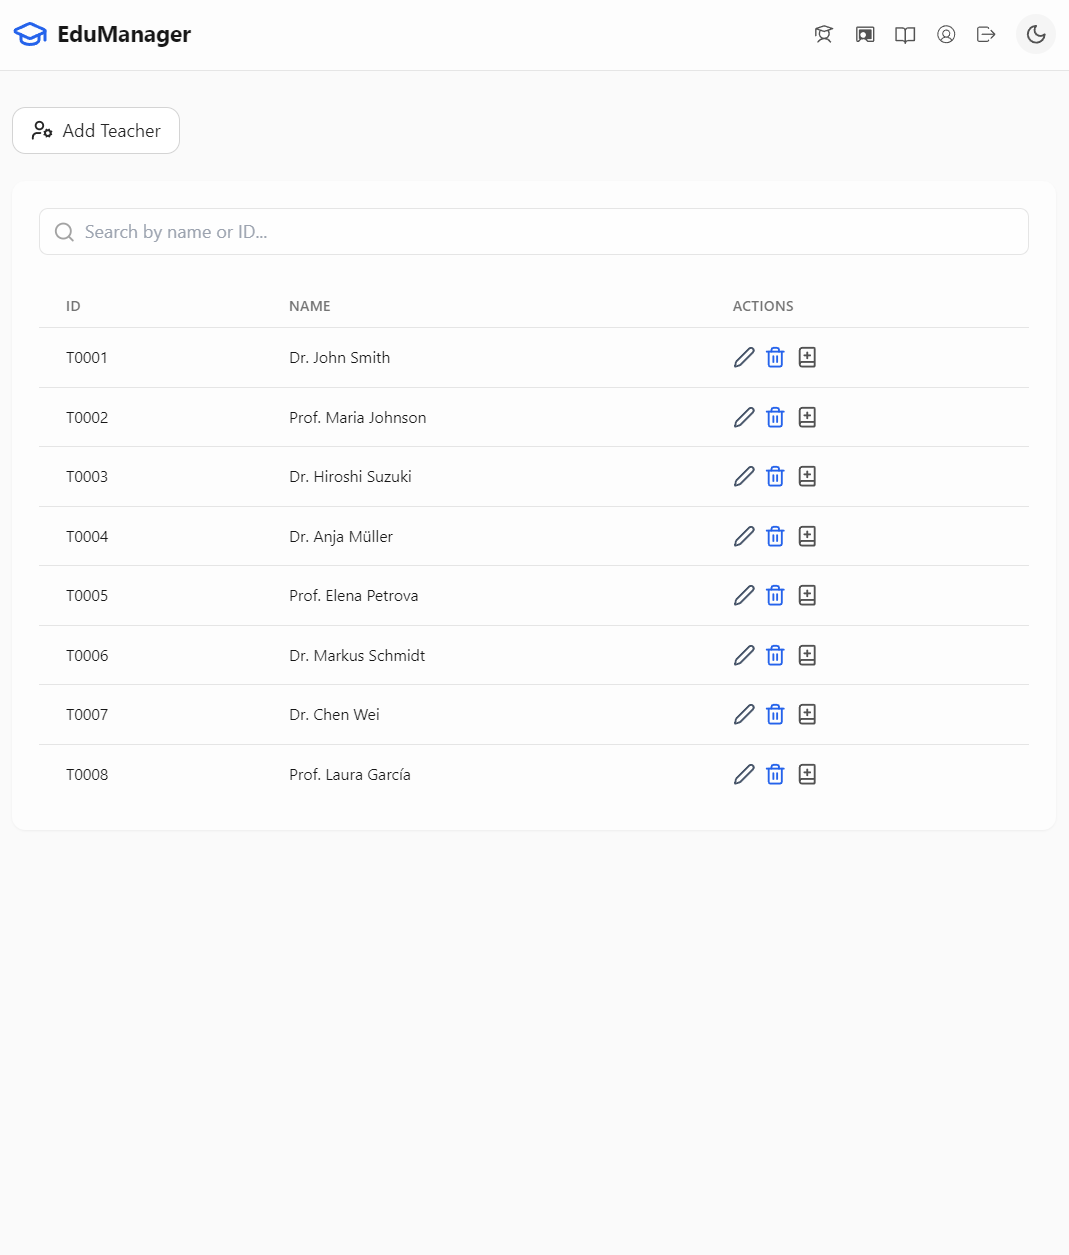 EduManager
Add Teacher
Search by name or ID...
ID NAME ACTIONS
T0001 Dr. John Smith
T0002 Prof. Maria Johnson
T0003 Dr. Hiroshi Suzuki
T0004 Dr. Anja Müller
T0005 Prof. Elena Petrova
T0006 Dr. Markus Schmidt
T0007 Dr. Chen Wei
T0008 Prof. Laura García